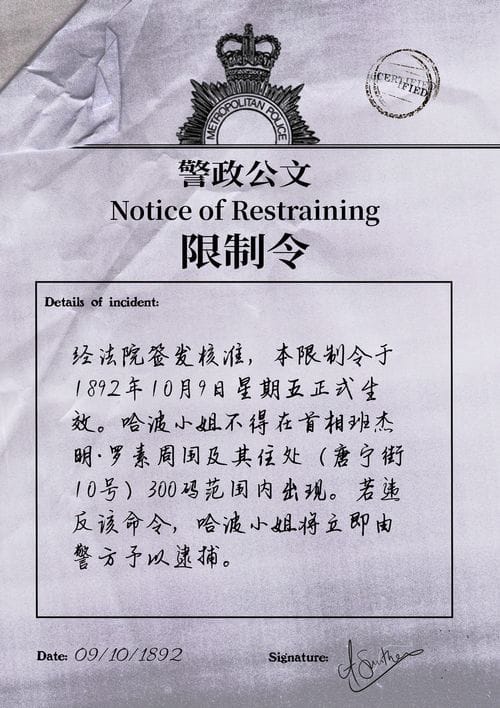 METROPOLITAN POLICE
CERTIFIED
警政公文
Notice of Restraining
限制令
Details of incident:
经法院签发核准，本限制令于
1892年10月9日星期五正式生
效。哈波小姐不得在首相班杰
明·罗素周围及其住处（唐宁街
10号）300码范围内出现。若违
反该命令，哈波小姐将立即由
警方予以逮捕。
Date: 09/10/1892
Signature: